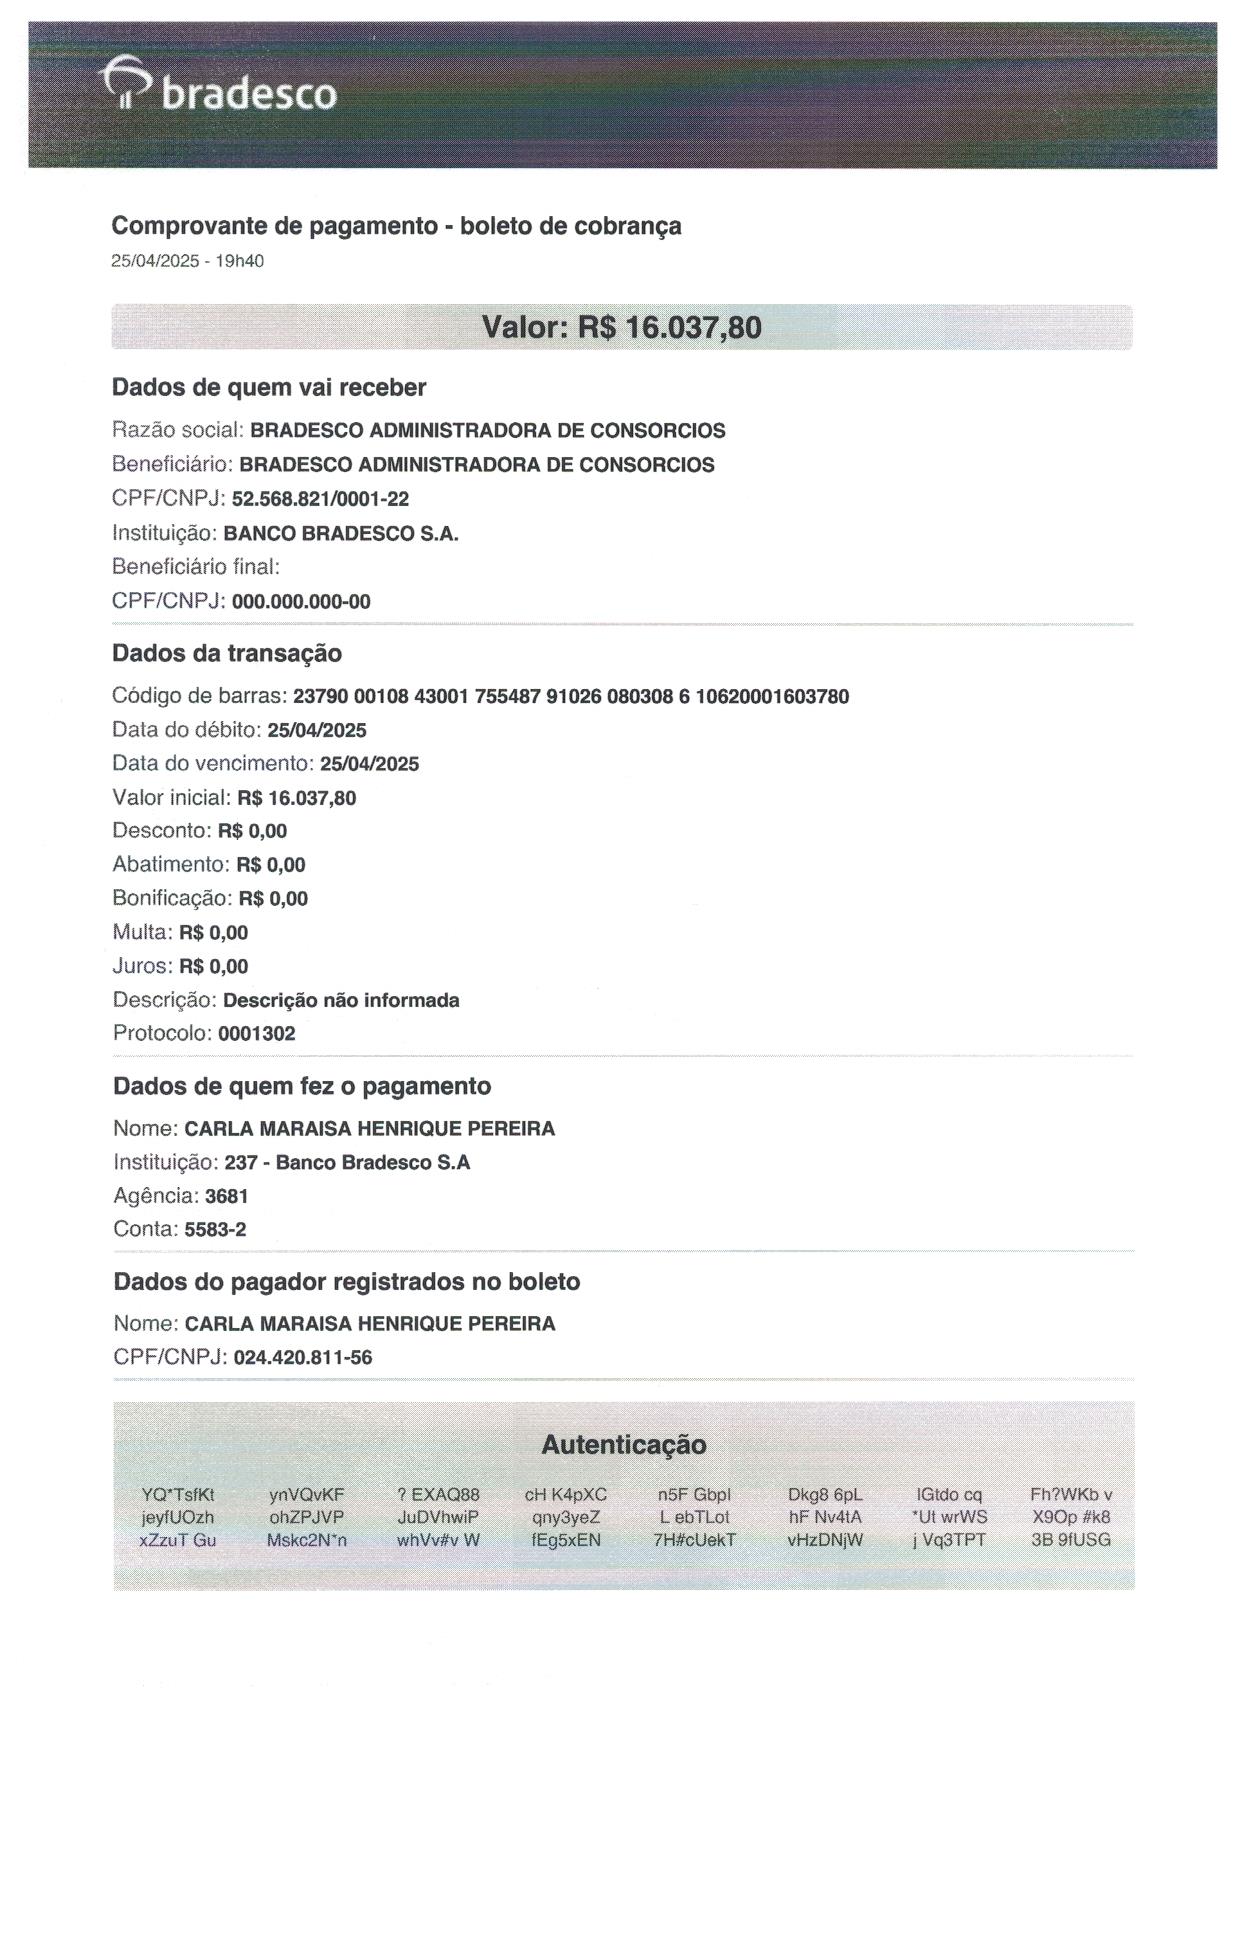 bradesco
Comprovante de pagamento - boleto de cobrança
25/04/2025 - 19h40
Valor: R$ 16.037,80
Dados de quem vai receber
Razão social: BRADESCO ADMINISTRADORA DE CONSORCIOS
Beneficiário: BRADESCO ADMINISTRADORA DE CONSORCIOS
CPF/CNPJ: 52.568.821/0001-22
Instituição: BANCO BRADESCO S.A.
Beneficiário final:
CPF/CNPJ: 000.000.000-00
Dados da transação
Código de barras: 23790 00108 43001 755487 91026 080308 6 10620001603780
Data do débito: 25/04/2025
Data do vencimento: 25/04/2025
Valor inicial: R$ 16.037,80
Desconto: R$ 0,00
Abatimento: R$ 0,00
Bonificação: R$ 0,00
Multa: R$ 0,00
Juros: R$ 0,00
Descrição: Descrição não informada
Protocolo: 0001302
Dados de quem fez o pagamento
Nome: CARLA MARAISA HENRIQUE PEREIRA
Instituição: 237 - Banco Bradesco S.A
Agência: 3681
Conta: 5583-2
Dados do pagador registrados no boleto
Nome: CARLA MARAISA HENRIQUE PEREIRA
CPF/CNPJ: 024.420.811-56
Autenticação
YQ*TsfKt ynVQvKF ? EXAQ88 cH K4pXC n5F Gbpl Dkg8 6pL lGtdo cq Fh?WKb v
jeyfUOzh ohZPJVP JuDVhwiP qny3yeZ L ebTLot hF Nv4tA *Ut wrWS X9Op #k8
xZzuT Gu Mskc2N*n whVv#v W fEg5xEN 7H#cUekT vHzDNjW j Vq3TPT 3B 9fUSG